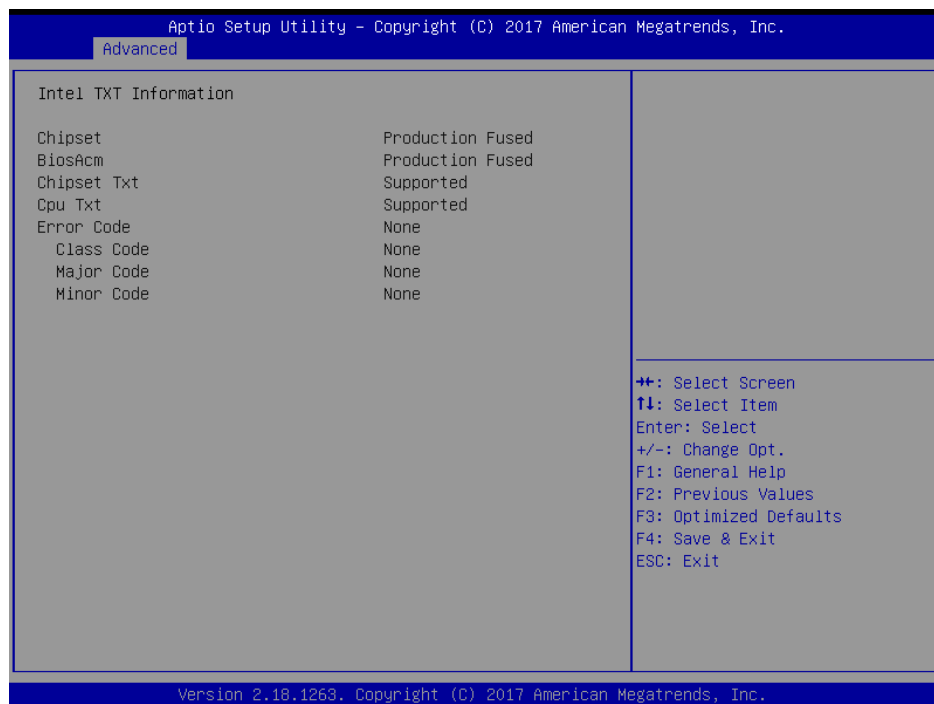 Aptio Setup Utility – Copyright (C) 2017 American Megatrends, Inc.
Advanced
Intel TXT Information
Chipset Production Fused
BiosAcm Production Fused
Chipset Txt Supported
Cpu Txt Supported
Error Code None
Class Code None
Major Code None
Minor Code None
→←: Select Screen
↑↓: Select Item
Enter: Select
+/-: Change Opt.
F1: General Help
F2: Previous Values
F3: Optimized Defaults
F4: Save & Exit
ESC: Exit
Version 2.18.1263. Copyright (C) 2017 American Megatrends, Inc.